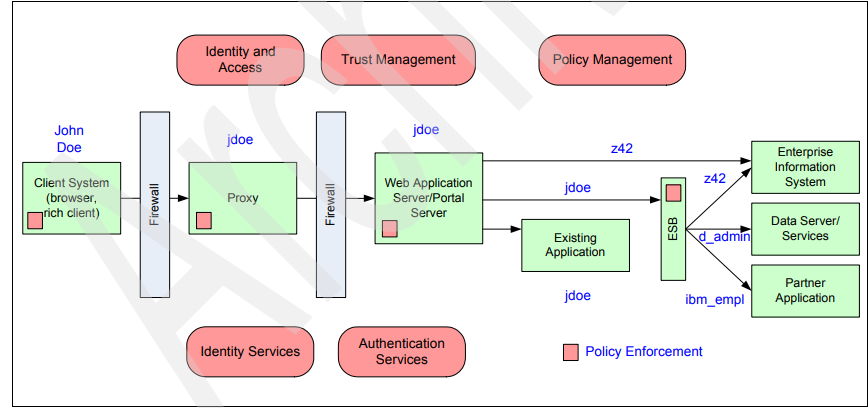 Identity and
Access
Trust Management
Policy Management
John
Doe
jdoe
jdoe
z42
Client System
(browser,
rich client)
Firewall
Proxy
Firewall
Web Application
Server/Portal
Server
jdoe
Existing
Application
jdoe
ESB
z42
d_admin
ibm_empl
Enterprise
Information
System
Data Server/
Services
Partner
Application
Identity Services
Authentication
Services
Policy Enforcement